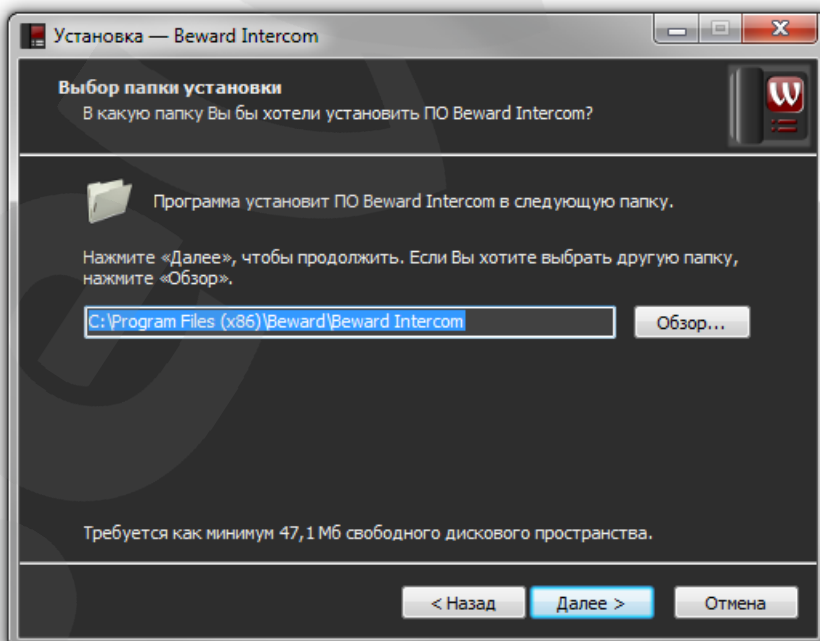 Установка — Beward Intercom
Выбор папки установки
В какую папку Вы бы хотели установить ПО Beward Intercom?
W
Программа установит ПО Beward Intercom в следующую папку.
Нажмите «Далее», чтобы продолжить. Если Вы хотите выбрать другую папку,
нажмите «Обзор».
C:\Program Files (x86)\Beward\Beward Intercom
Обзор...
Требуется как минимум 47,1 Мб свободного дискового пространства.
< Назад
Далее >
Отмена